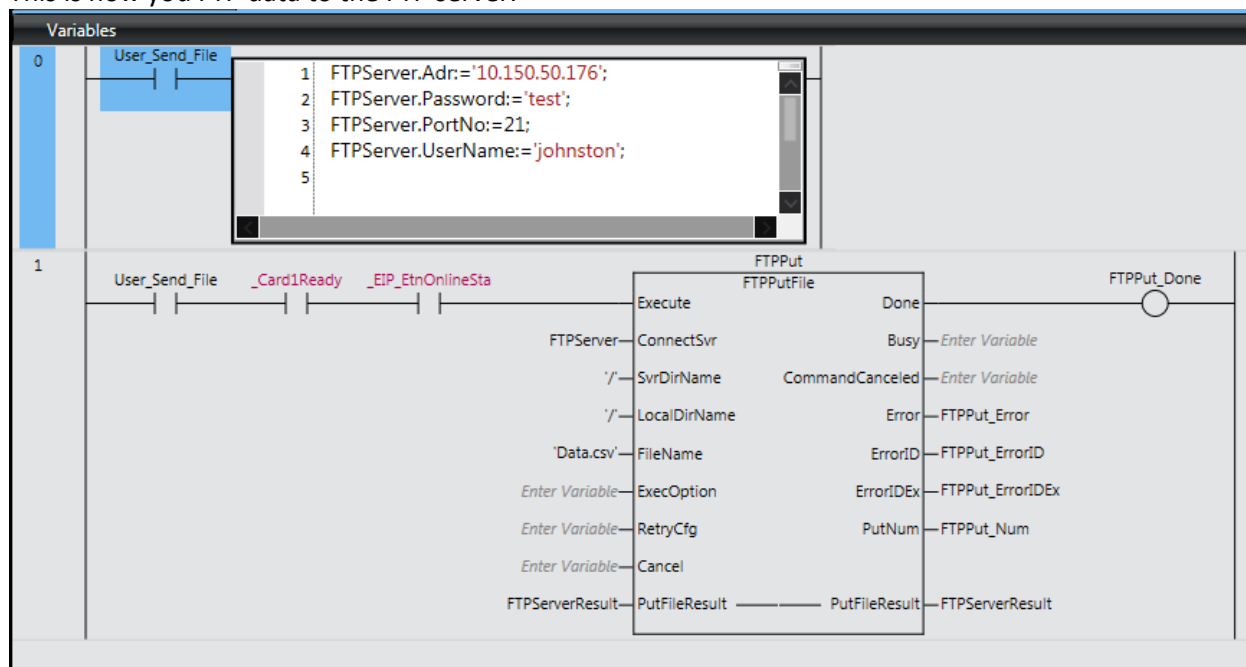 Variables
0
User_Send_File
1 FTPServer.Adr:='10.150.50.176';
2 FTPServer.Password:='test';
3 FTPServer.PortNo:=21;
4 FTPServer.UserName:='johnston';
5
1
FTPPut
User_Send_File _Card1Ready _EIP_EtnOnlineSta FTPPutFile FTPPut_Done
Execute Done
FTPServer ConnectSvr Busy Enter Variable
'/' SvrDirName CommandCanceled Enter Variable
'/' LocalDirName Error FTPPut_Error
'Data.csv' FileName ErrorID FTPPut_ErrorID
Enter Variable ExecOption ErrorIDEx FTPPut_ErrorIDEx
Enter Variable RetryCfg PutNum FTPPut_Num
Enter Variable Cancel
FTPServerResult PutFileResult PutFileResult FTPServerResult